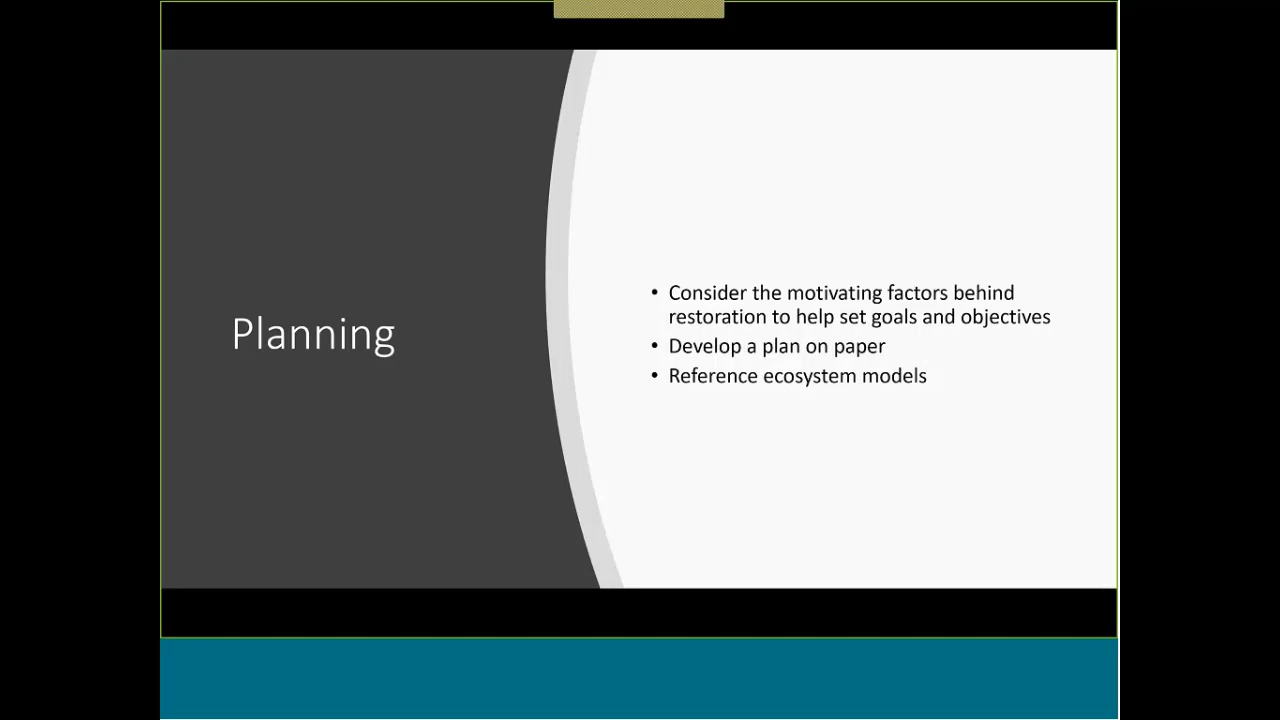 Planning
• Consider the motivating factors behind
restoration to help set goals and objectives
• Develop a plan on paper
• Reference ecosystem models